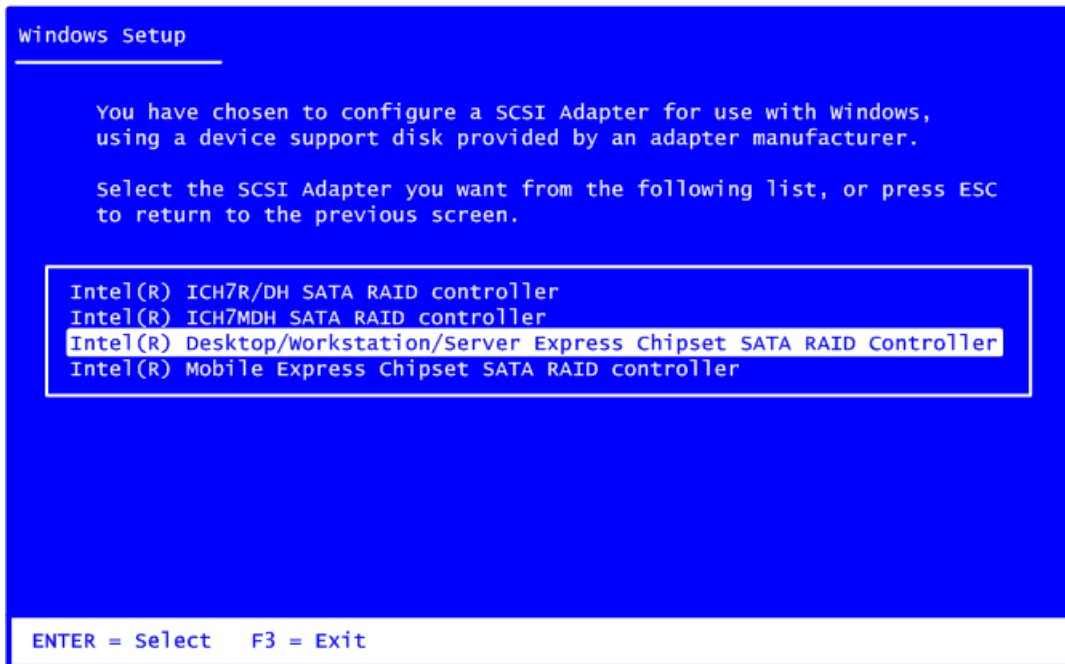 Windows Setup
You have chosen to configure a SCSI Adapter for use with Windows,
using a device support disk provided by an adapter manufacturer.
Select the SCSI Adapter you want from the following list, or press ESC
to return to the previous screen.
Intel(R) ICH7R/DH SATA RAID controller
Intel(R) ICH7MDH SATA RAID controller
Intel(R) Desktop/Workstation/Server Express Chipset SATA RAID Controller
Intel(R) Mobile Express Chipset SATA RAID controller
ENTER = Select   F3 = Exit